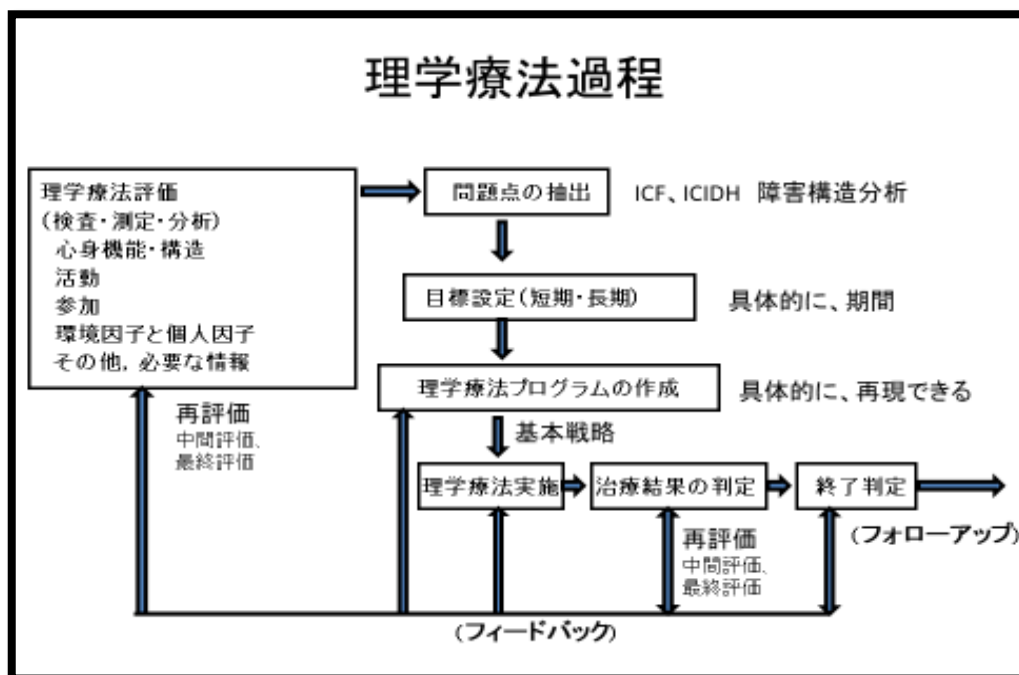 理学療法過程
理学療法評価
(検査・測定・分析)
心身機能・構造
活動
参加
環境因子と個人因子
その他, 必要な情報
問題点の抽出
ICF、ICIDH 障害構造分析
目標設定(短期・長期)
具体的に、期間
理学療法プログラムの作成
具体的に、再現できる
再評価
中間評価、
最終評価
基本戦略
理学療法実施
治療結果の判定
終了判定
(フォローアップ)
再評価
中間評価、
最終評価
(フィードバック)